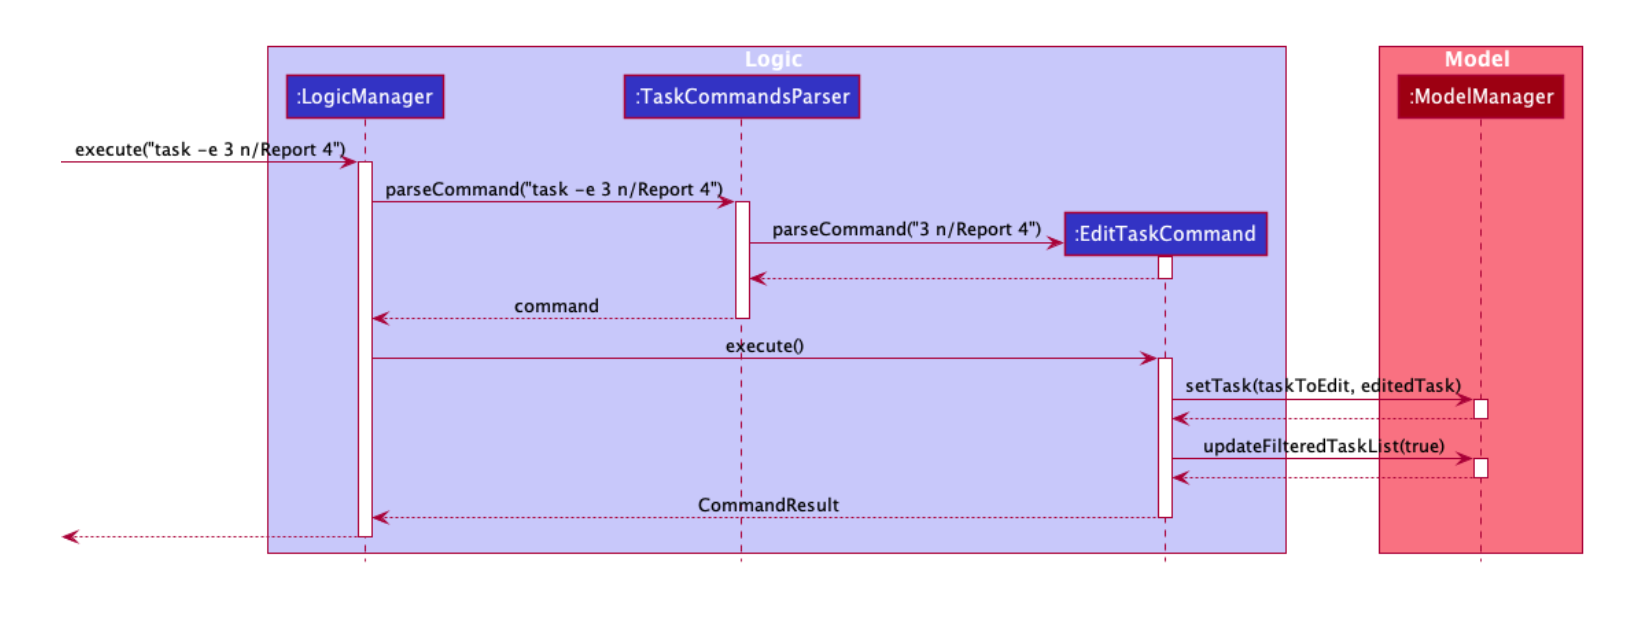 Logic
Model
:LogicManager
:TaskCommandsParser
:ModelManager
execute("task -e 3 n/Report 4")
parseCommand("task -e 3 n/Report 4")
parseCommand("3 n/Report 4")
:EditTaskCommand
command
execute()
setTask(taskToEdit, editedTask)
updateFilteredTaskList(true)
CommandResult